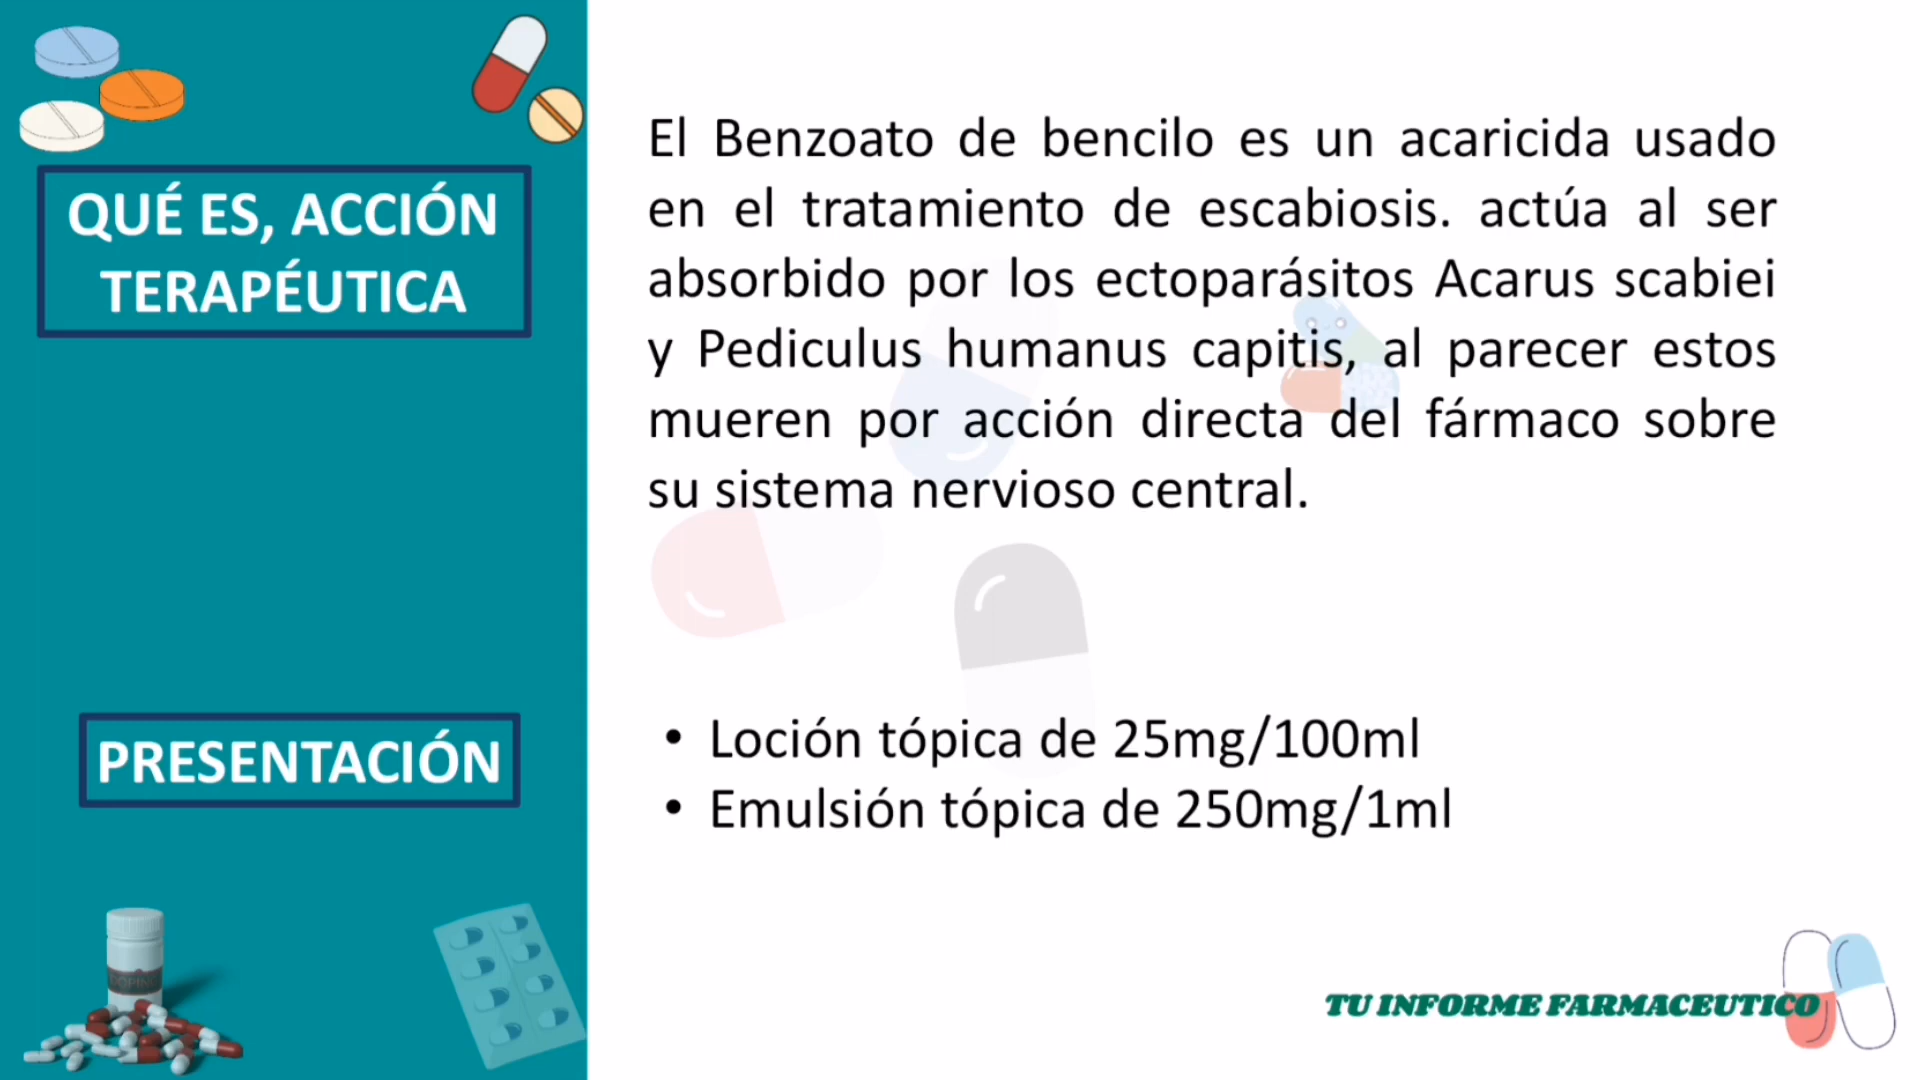 QUÉ ES, ACCIÓN
TERAPÉUTICA
El Benzoato de bencilo es un acaricida usado
en el tratamiento de escabiosis. actúa al ser
absorbido por los ectoparásitos Acarus scabiei
y Pediculus humanus capitis, al parecer estos
mueren por acción directa del fármaco sobre
su sistema nervioso central.
PRESENTACIÓN
• Loción tópica de 25mg/100ml
• Emulsión tópica de 250mg/1ml
TU INFORME FARMACEUTICO